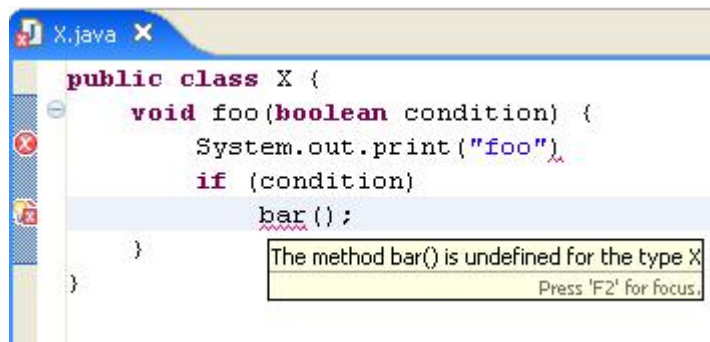 X.java
public class X {
void foo(boolean condition) {
System.out.print("foo")
if (condition)
bar();
}
The method bar() is undefined for the type X
Press 'F2' for focus.
}